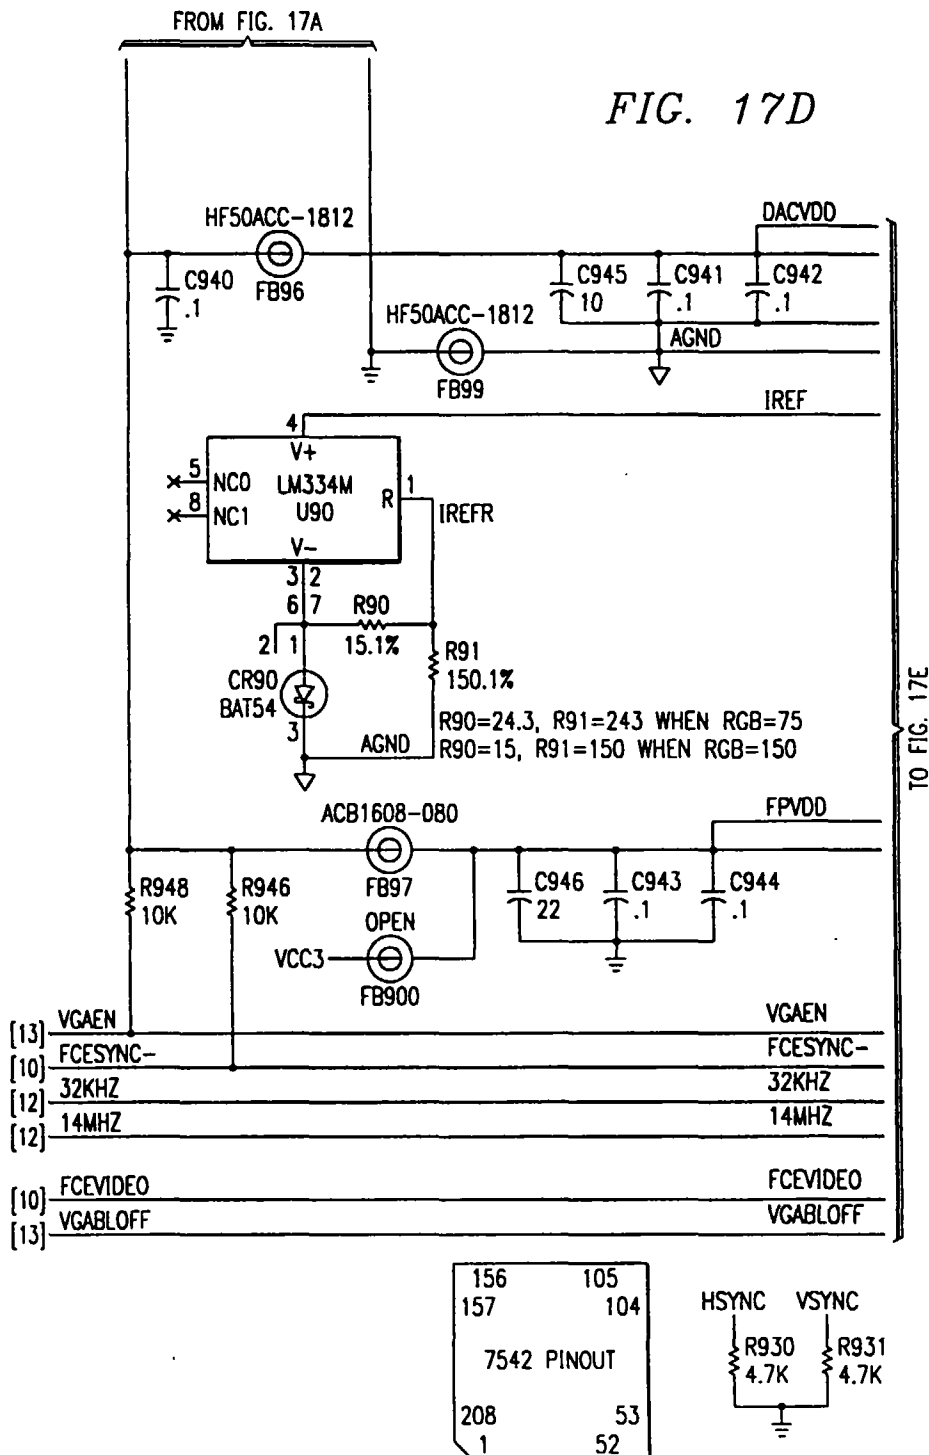 FROM FIG. 17A
FIG. 17D
HF50ACC-1812
DACVDD
C940
.1
FB96
C945
10
C941
.1
C942
.1
HF50ACC-1812
AGND
FB99
IREF
4
V+
5
NC0
LM334M
R
1
8
NC1
U90
IREFR
V-
3 2
6 7
R90
2 1
15.1%
R91
150.1%
CR90
BAT54
3
AGND
R90=24.3, R91=243 WHEN RGB=75
R90=15, R91=150 WHEN RGB=150
TO FIG. 17E
ACB1608-080
FPVDD
R948
10K
R946
10K
FB97
C946
22
C943
.1
C944
.1
OPEN
VCC3
FB900
[13] VGAEN VGAEN
[10] FCESYNC- FCESYNC-
[12] 32KHZ 32KHZ
[12] 14MHZ 14MHZ
[10] FCEVIDEO FCEVIDEO
[13] VGABLOFF VGABLOFF
156 105
157 104
7542 PINOUT
208 53
1 52
HSYNC VSYNC
R930
4.7K
R931
4.7K